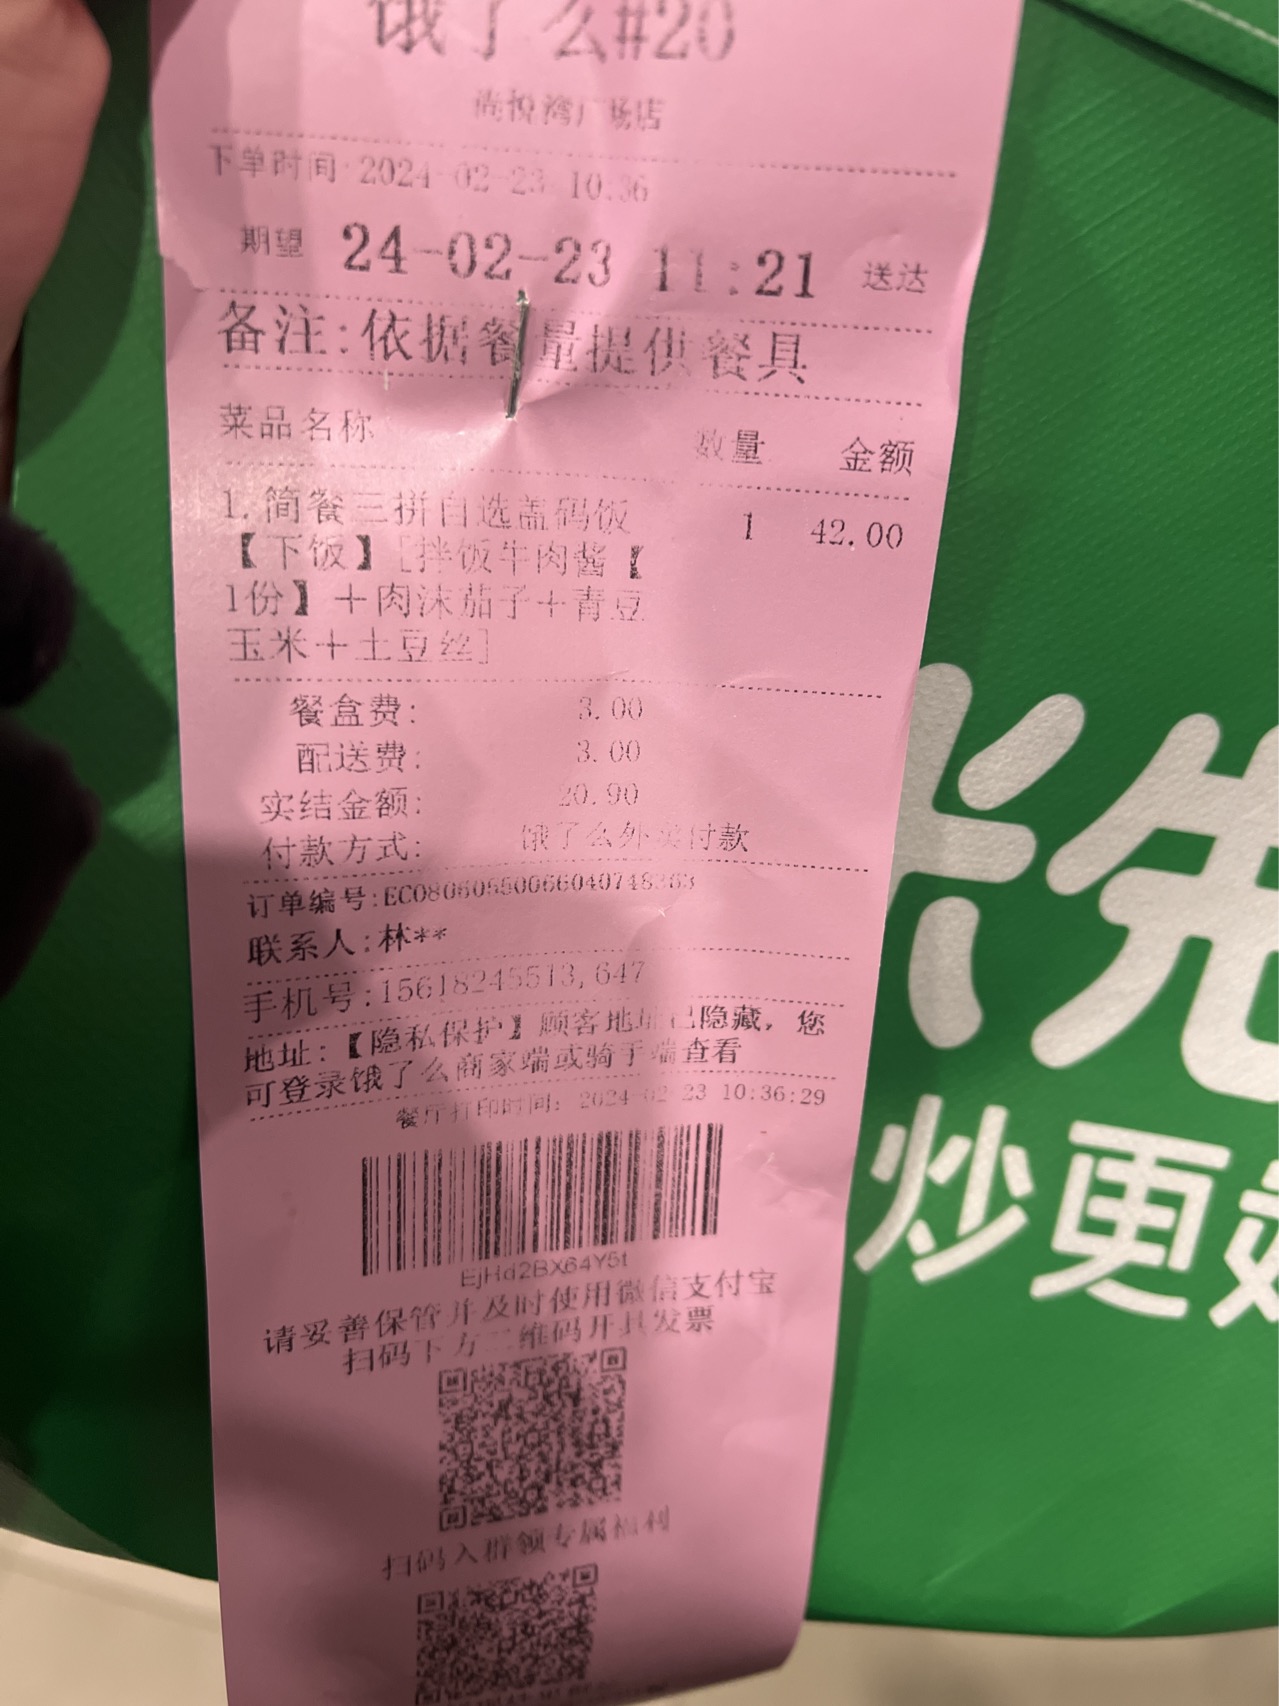 饿了么#20
尚悦湾广场店
下单时间:2024-02-23 10:36
期望 24-02-23 11:21 送达
备注:依据餐量提供餐具
菜品名称 数量 金额
1.简餐三拼自选盖码饭 1 42.00
【下饭】[拌饭牛肉酱【
1份】+肉沫茄子+青豆
玉米+土豆丝]
餐盒费: 3.00
配送费: 3.00
实结金额: 20.90
付款方式: 饿了么外卖付款
订单编号:EC0806055006604074​8363
联系人:林**
手机号:15618245513,647
地址:【隐私保护】顾客地址已隐藏，您
可登录饿了么商家端或骑手端查看
餐厅打印时间: 2024-02-23 10:36:29
EjHd2BX64Y5t
请妥善保管并及时使用微信支付宝
扫码下方二维码开具发票
扫码入群领专属福利
先
炒更